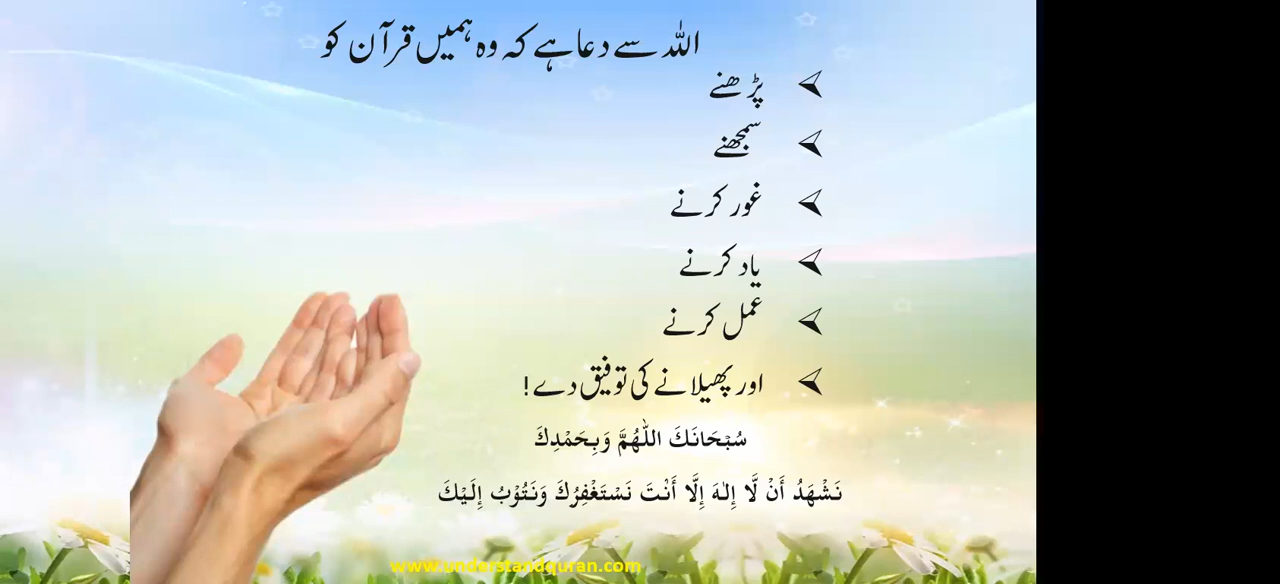 اللہ سے دعا ہے کہ وہ ہمیں قرآن کو
پڑھنے
سمجھنے
غور کرنے
یاد کرنے
عمل کرنے
اور پھیلانے کی توفیق دے!
سُبْحَانَكَ اللّٰهُمَّ وَبِحَمْدِكَ
نَشْهَدُ أَنْ لَّا إِلٰهَ إِلَّا أَنْتَ نَسْتَغْفِرُكَ وَنَتُوْبُ إِلَيْكَ
www.understandquran.com